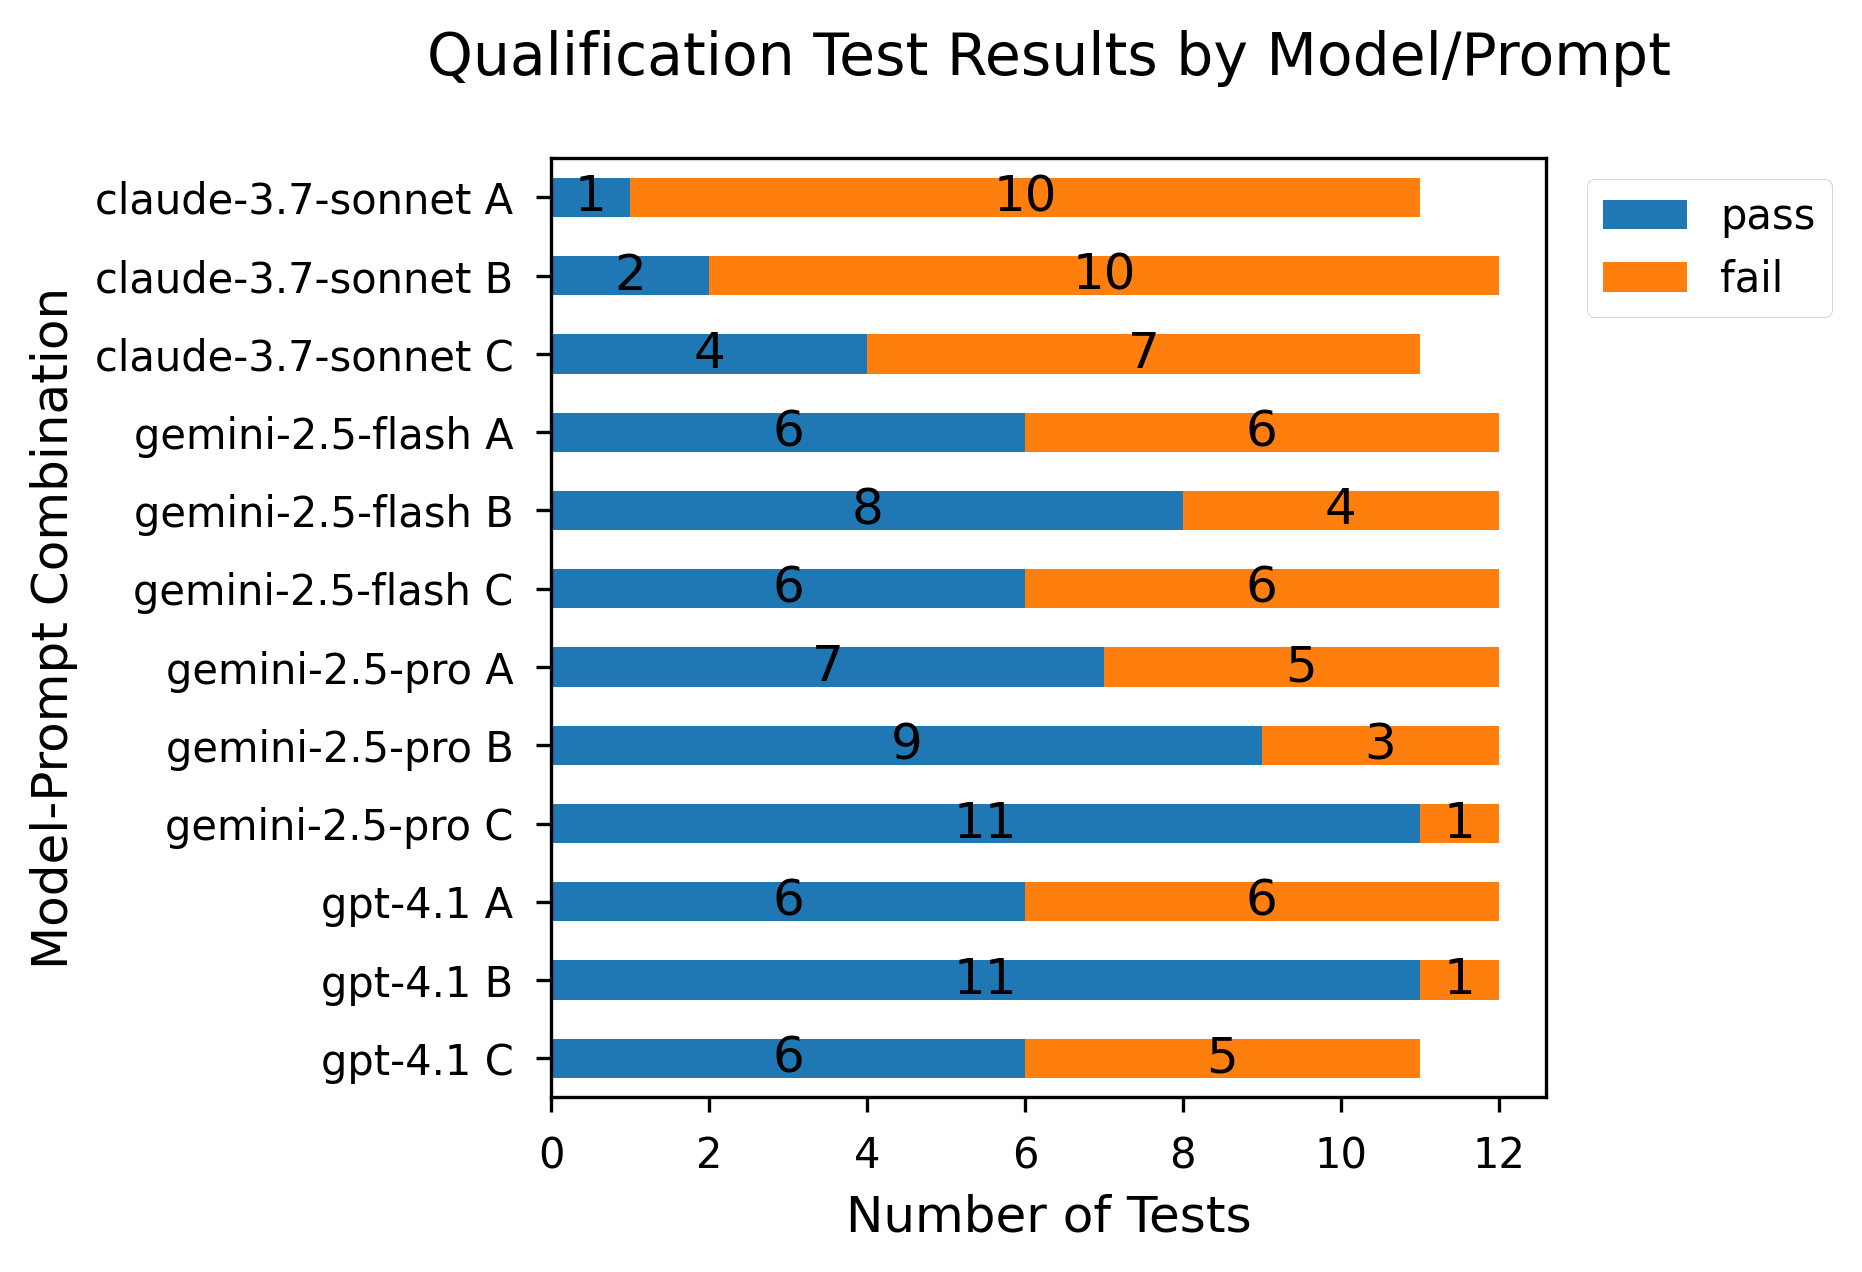 Qualification Test Results by Model/Prompt
pass
fail
Model-Prompt Combination
claude-3.7-sonnet A 1 10
claude-3.7-sonnet B 2 10
claude-3.7-sonnet C 4 7
gemini-2.5-flash A 6 6
gemini-2.5-flash B 8 4
gemini-2.5-flash C 6 6
gemini-2.5-pro A 7 5
gemini-2.5-pro B 9 3
gemini-2.5-pro C 11 1
gpt-4.1 A 6 6
gpt-4.1 B 11 1
gpt-4.1 C 6 5
0 2 4 6 8 10 12
Number of Tests